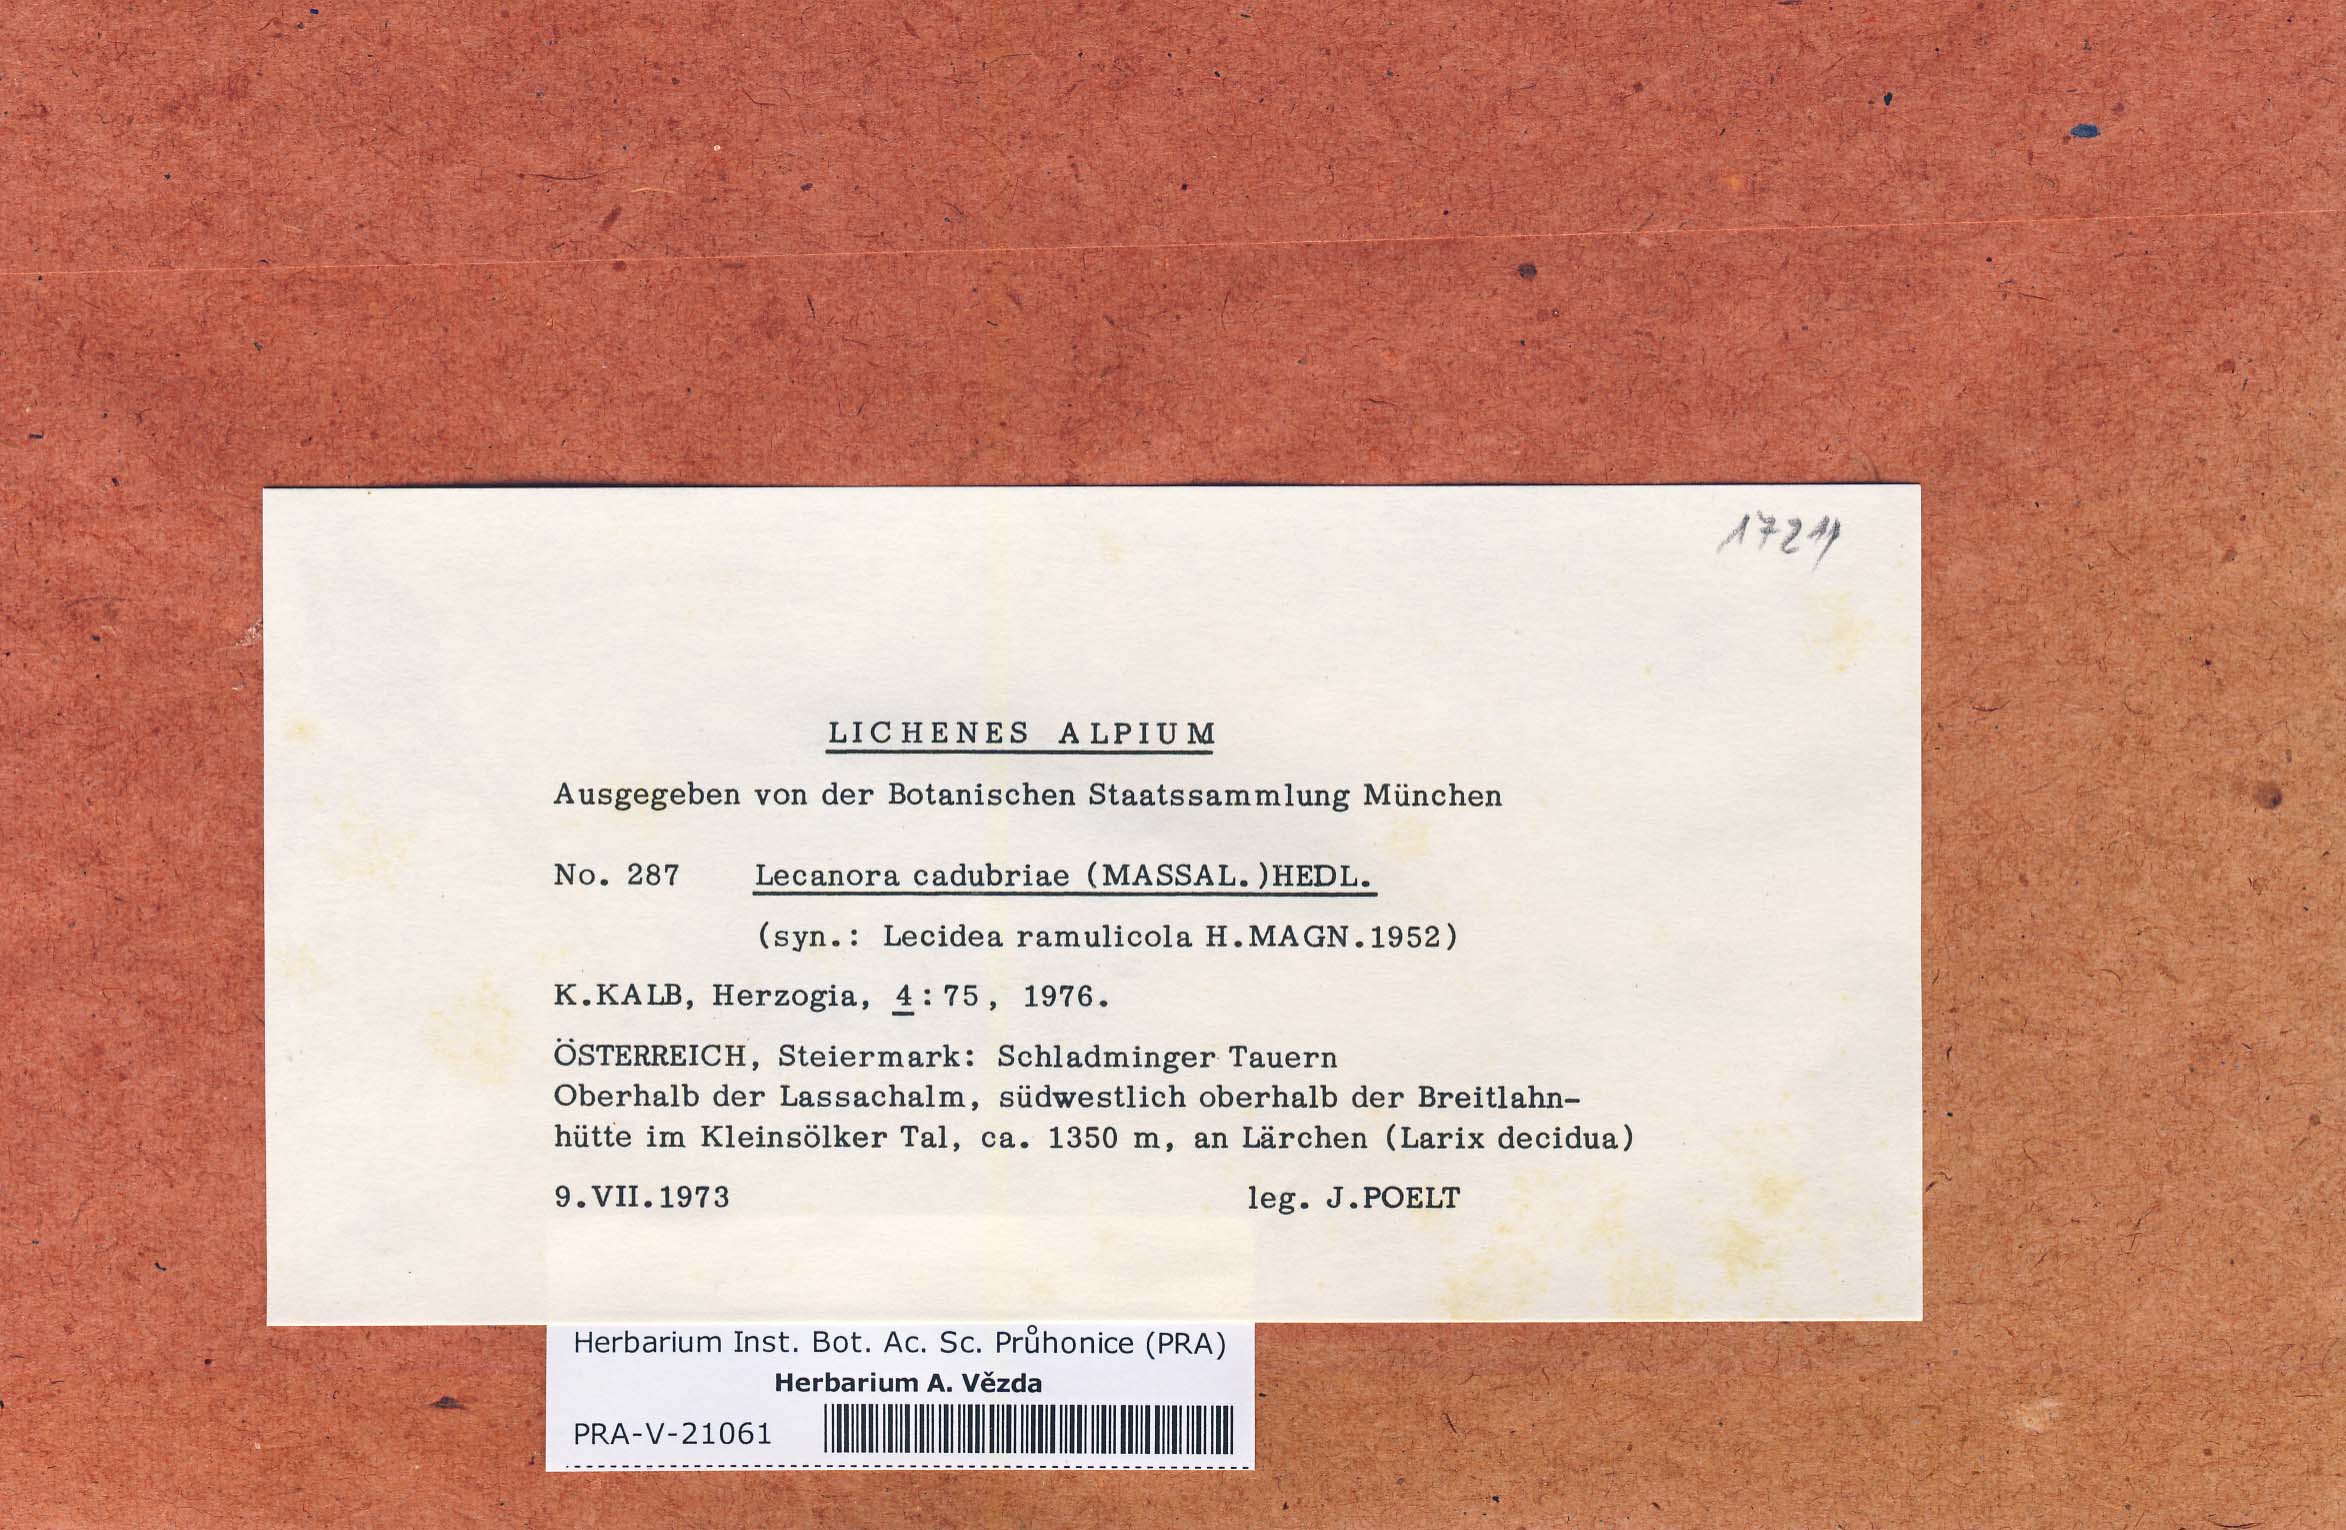 17211
LICHENES ALPIUM
Ausgegeben von der Botanischen Staatssammlung München
No. 287 Lecanora cadubriae (MASSAL.)HEDL.
(syn.: Lecidea ramulicola H.MAGN.1952)
K.KALB, Herzogia, 4:75, 1976.
ÖSTERREICH, Steiermark: Schladminger Tauern
Oberhalb der Lassachalm, südwestlich oberhalb der Breitlahn-
hütte im Kleinsölker Tal, ca. 1350 m, an Lärchen (Larix decidua)
9.VII.1973 leg. J.POELT
Herbarium Inst. Bot. Ac. Sc. Průhonice (PRA)
Herbarium A. Vězda
PRA-V-21061